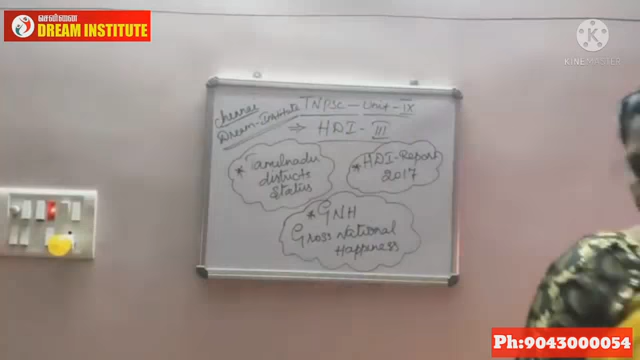 சென்னை
DREAM INSTITUTE
KINEMASTER
Chennai
Dream-Institute
TNPSC - Unit - IX
⇒ HDI - III
* Tamilnadu
districts
status
* HDI-Report
2017
* GNH
Gross National
Happiness
Ph:9043000054